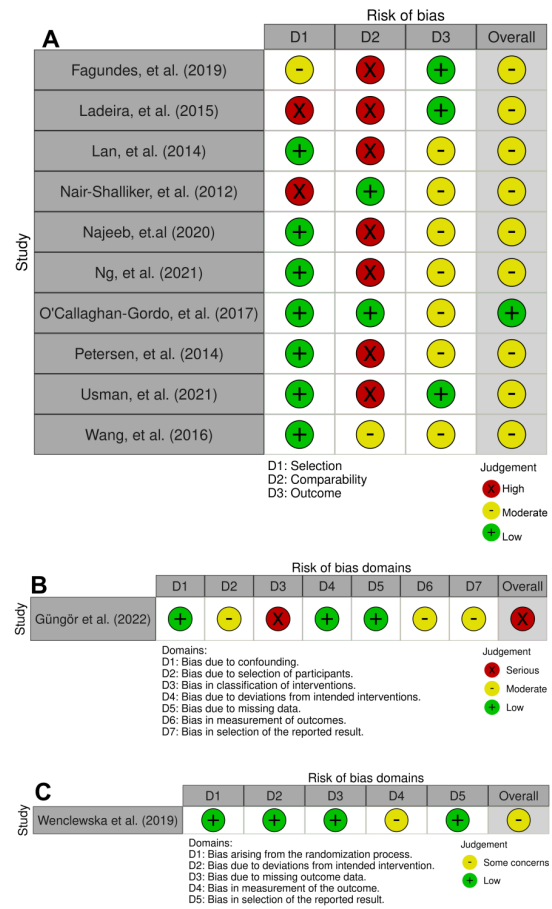 A
Risk of bias
D1 D2 D3 Overall
Study
Fagundes, et al. (2019) - X + -
Ladeira, et al. (2015) X X + -
Lan, et al. (2014) + X - -
Nair-Shalliker, et al. (2012) X + - -
Najeeb, et.al (2020) + X - -
Ng, et al. (2021) + X - -
O'Callaghan-Gordo, et al. (2017) + + - +
Petersen, et al. (2014) + X - -
Usman, et al. (2021) + X + -
Wang, et al. (2016) + - - -
D1: Selection
D2: Comparability
D3: Outcome
Judgement
X High
- Moderate
+ Low
B
Risk of bias domains
D1 D2 D3 D4 D5 D6 D7 Overall
Study
Güngör et al. (2022) + - X + + - - X
Domains:
D1: Bias due to confounding.
D2: Bias due to selection of participants.
D3: Bias in classification of interventions.
D4: Bias due to deviations from intended interventions.
D5: Bias due to missing data.
D6: Bias in measurement of outcomes.
D7: Bias in selection of the reported result.
Judgement
X Serious
- Moderate
+ Low
C
Risk of bias domains
D1 D2 D3 D4 D5 Overall
Study
Wenclewska et al. (2019) + + + - + -
Domains:
D1: Bias arising from the randomization process.
D2: Bias due to deviations from intended intervention.
D3: Bias due to missing outcome data.
D4: Bias in measurement of the outcome.
D5: Bias in selection of the reported result.
Judgement
- Some concerns
+ Low